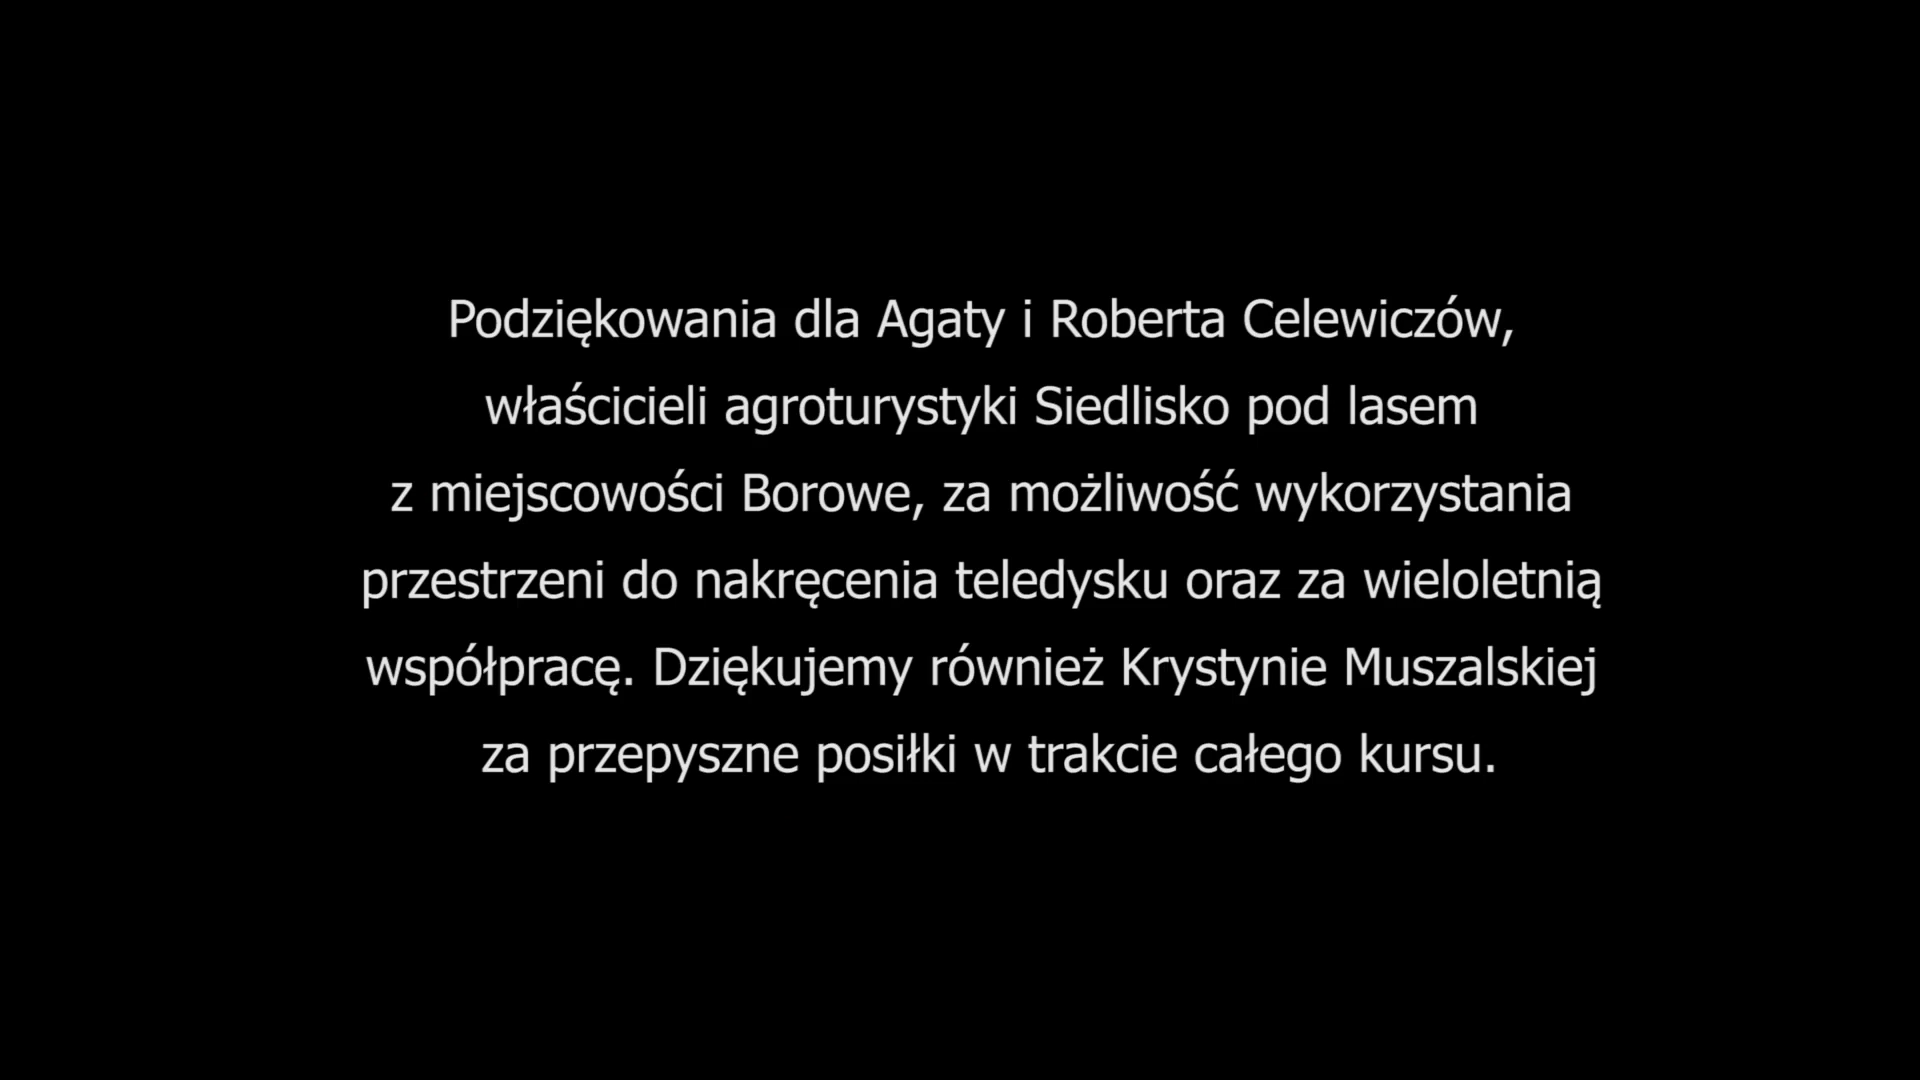 Podziękowania dla Agaty i Roberta Celewiczów,
właścicieli agroturystyki Siedlisko pod lasem
z miejscowości Borowe, za możliwość wykorzystania
przestrzeni do nakręcenia teledysku oraz za wieloletnią
współpracę. Dziękujemy również Krystynie Muszalskiej
za przepyszne posiłki w trakcie całego kursu.